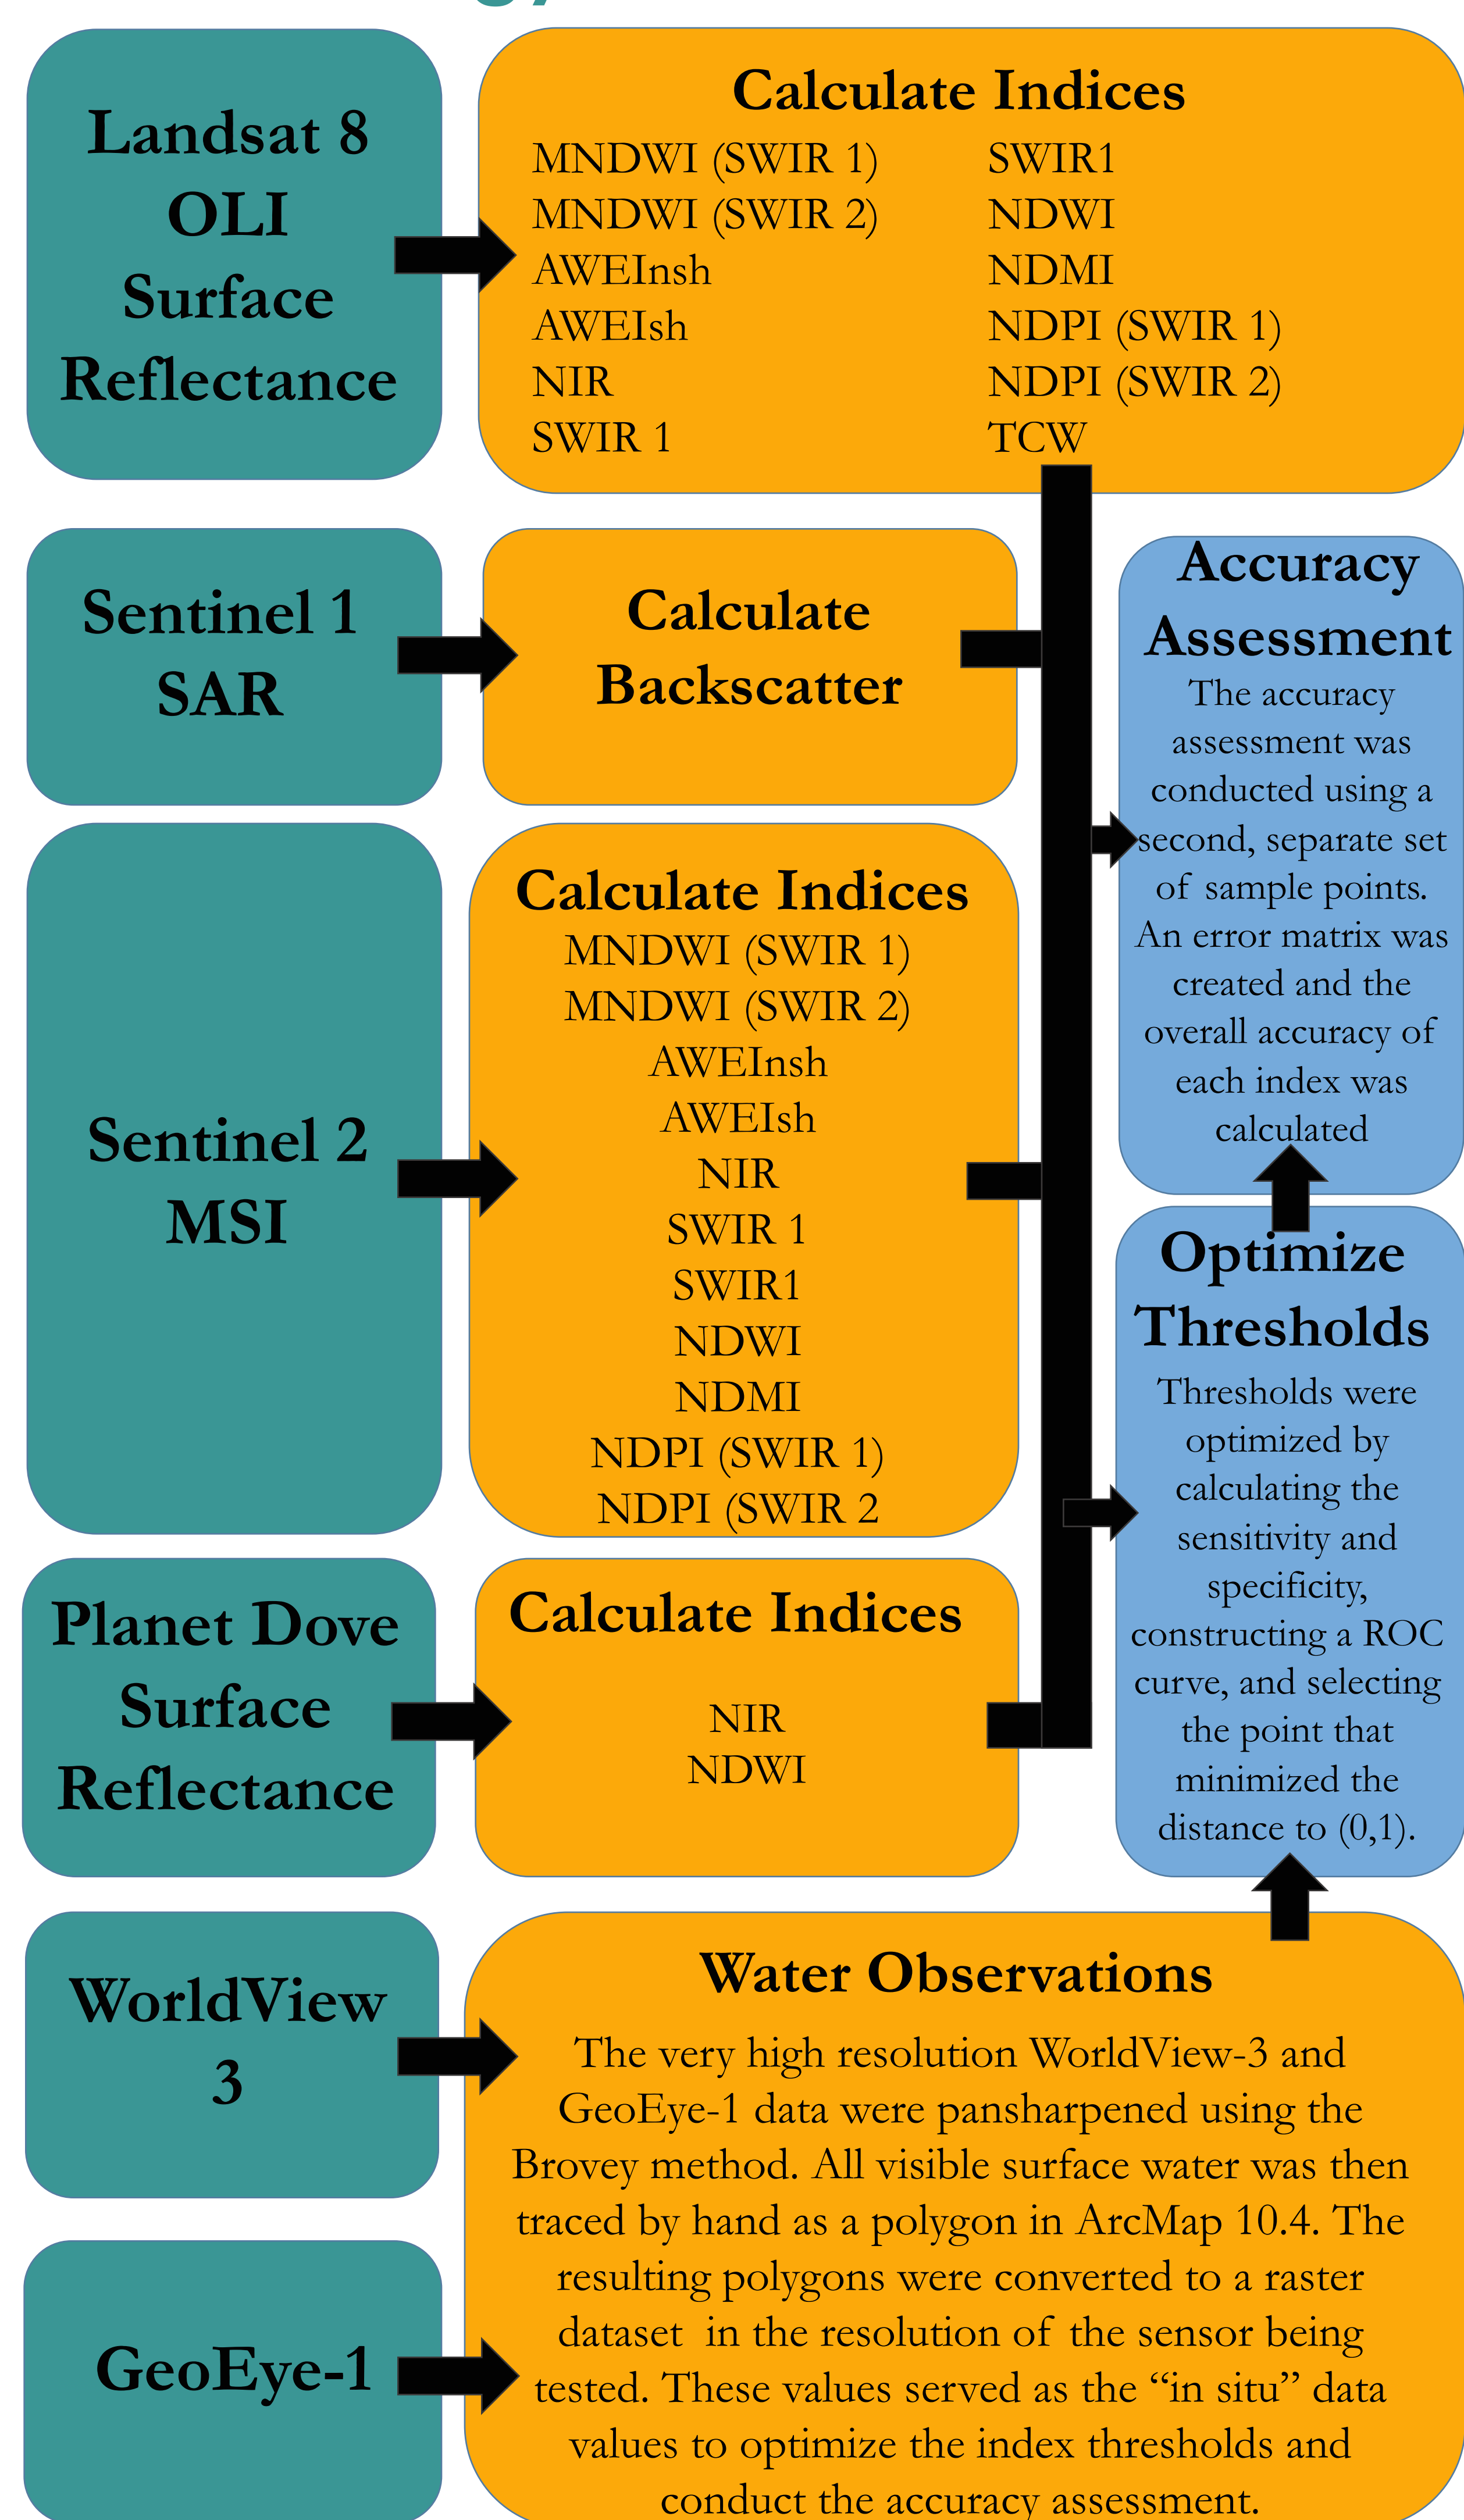 Landsat 8
OLI
Surface
Reflectance
Calculate Indices
MNDWI (SWIR 1)
MNDWI (SWIR 2)
AWEInsh
AWEIsh
NIR
SWIR 1
SWIR1
NDWI
NDMI
NDPI (SWIR 1)
NDPI (SWIR 2)
TCW
Sentinel 1
SAR
Calculate
Backscatter
Accuracy
Assessment
The accuracy
assessment was
conducted using a
second, separate set
of sample points.
An error matrix was
created and the
overall accuracy of
each index was
calculated
Sentinel 2
MSI
Calculate Indices
MNDWI (SWIR 1)
MNDWI (SWIR 2)
AWEInsh
AWEIsh
NIR
SWIR 1
SWIR1
NDWI
NDMI
NDPI (SWIR 1)
NDPI (SWIR 2
Optimize
Thresholds
Thresholds were
optimized by
calculating the
sensitivity and
specificity,
constructing a ROC
curve, and selecting
the point that
minimized the
distance to (0,1).
Planet Dove
Surface
Reflectance
Calculate Indices
NIR
NDWI
WorldView
3
GeoEye-1
Water Observations
The very high resolution WorldView-3 and
GeoEye-1 data were pansharpened using the
Brovey method. All visible surface water was then
traced by hand as a polygon in ArcMap 10.4. The
resulting polygons were converted to a raster
dataset in the resolution of the sensor being
tested. These values served as the “in situ” data
values to optimize the index thresholds and
conduct the accuracy assessment.